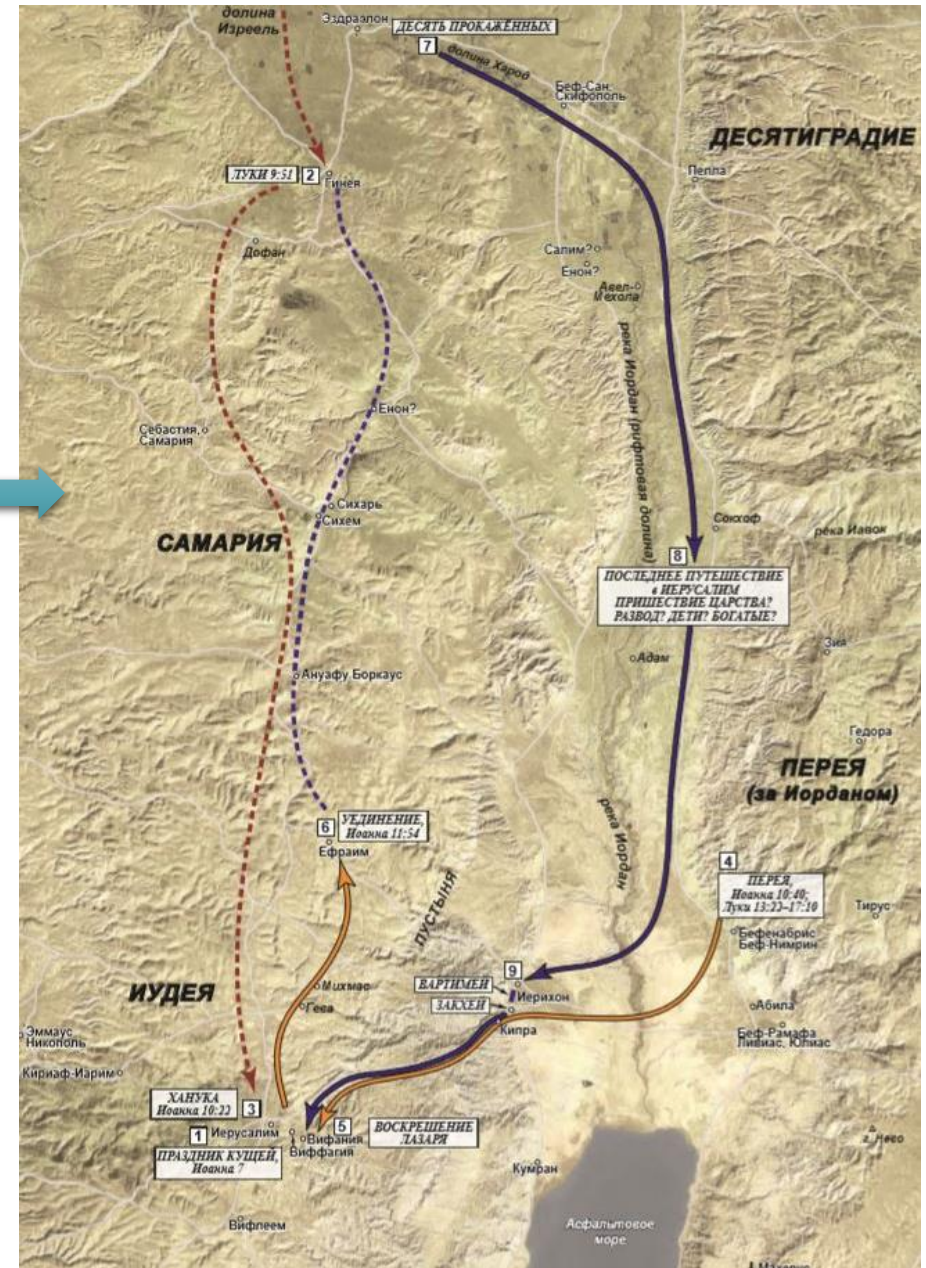 долина
Изреель
Эздраэлон
ДЕСЯТЬ ПРОКАЖЁННЫХ
7
долина Харод
Беф-Сан,
Скифополь
ДЕСЯТИГРАДИЕ
Пелла
ЛУКИ 9:51
2
Гинея
Дофан
Салим?
Енон?
Авел-
Мехола
река Иордан (рифтовая долина)
Енон?
Себастия,
Самария
Сихарь
Сихем
САМАРИЯ
Сокхоф
река Иавок
8
ПОСЛЕДНЕЕ ПУТЕШЕСТВИЕ
в ИЕРУСАЛИМ
ПРИШЕСТВИЕ ЦАРСТВА?
РАЗВОД? ДЕТИ? БОГАТЫЕ?
Зия
Адам
Ануафу Боркаус
Гедора
ПЕРЕЯ
(за Иорданом)
река Иордан
6
УЕДИНЕНИЕ,
Иоанна 11:54
Ефраим
ПУСТЫНЯ
4
ПЕРЕЯ,
Иоанна 10:40;
Луки 13:22–17:10
Тирус
Бефенабрис
Беф-Нимрин
9
ВАРТИМЕЙ
Иерихон
ЗАКХЕЙ
Кипра
ИУДЕЯ
Михмас
Гева
Абила
Беф-Рамафа
Ливиас, Юлиас
Эммаус
Никополь
Кириаф-Иарим
ХАНУКА
Иоанна 10:22
3
1
Иерусалим
ПРАЗДНИК КУЩЕЙ,
Иоанна 7
5
Вифания
Виффагия
ВОСКРЕШЕНИЕ
ЛАЗАРЯ
г. Невo
Кумран
Вифлеем
Асфальтовое
море